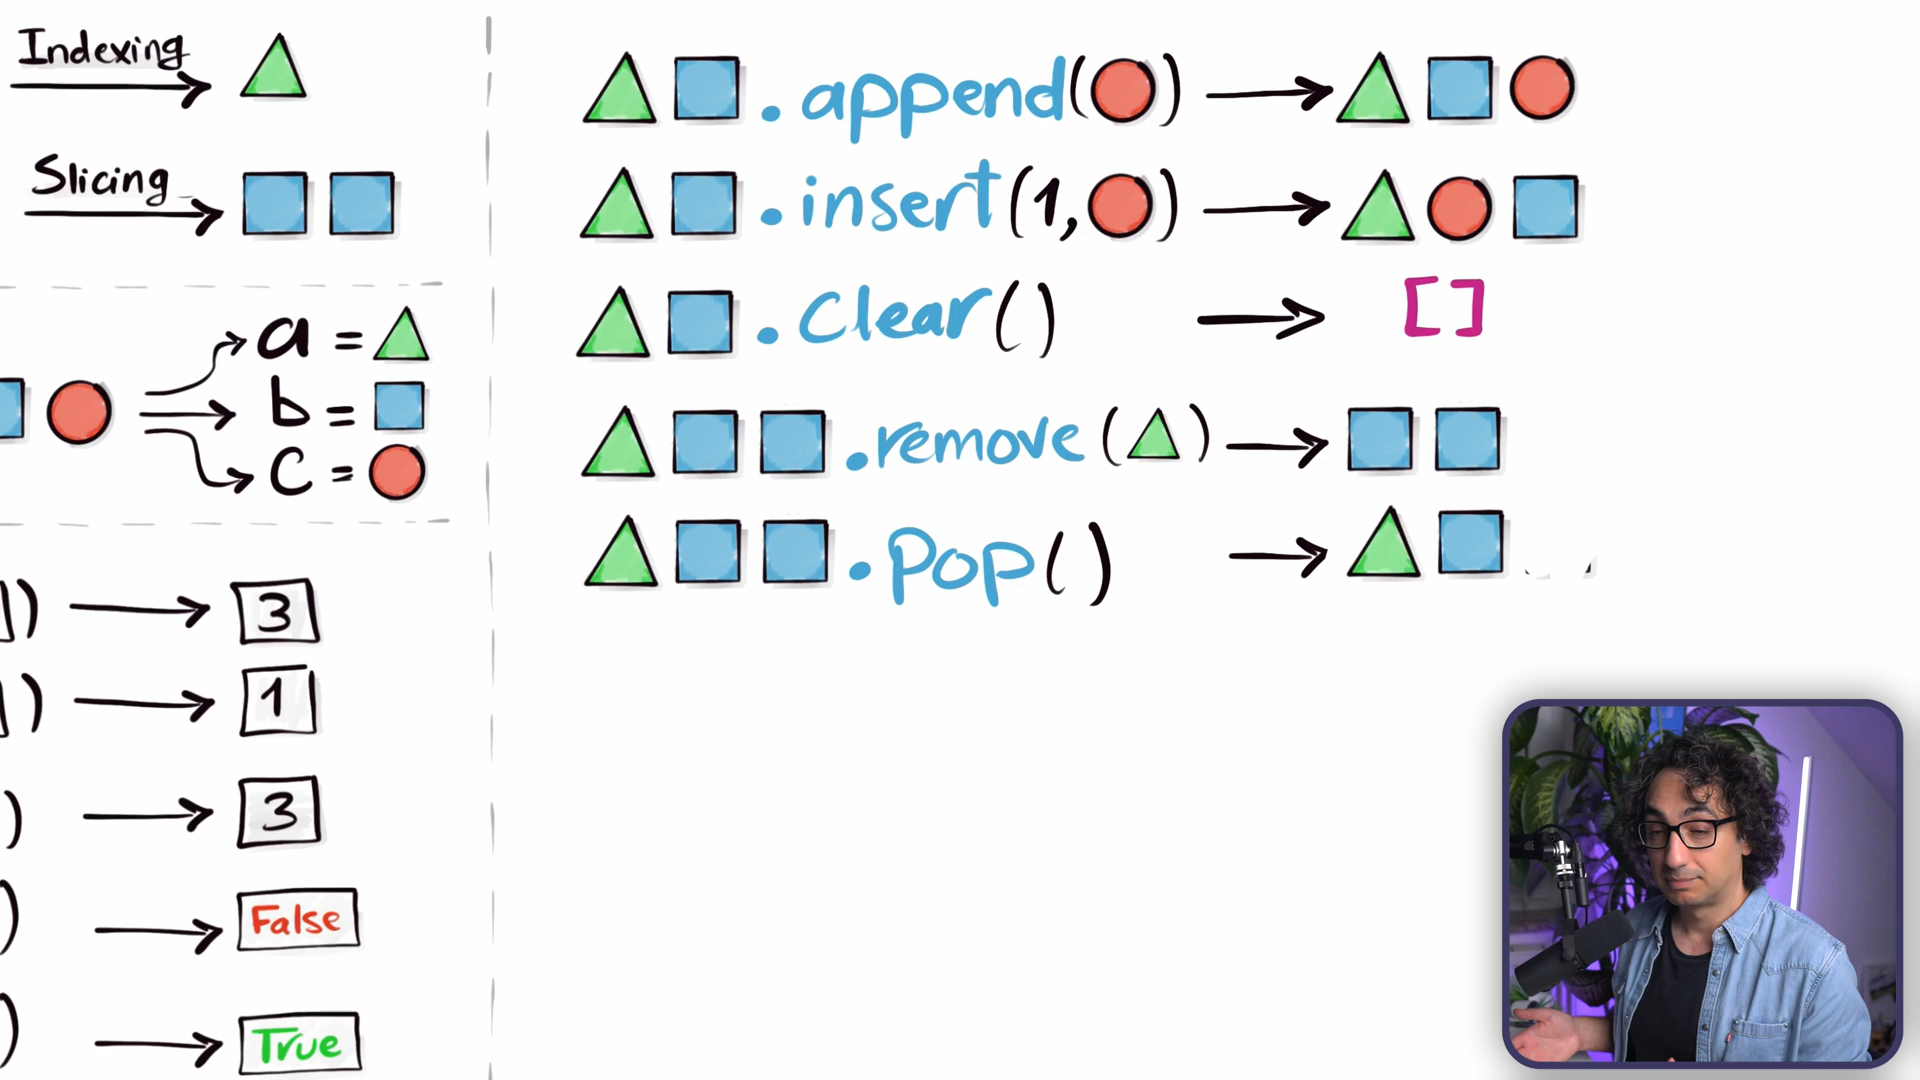 Indexing
Slicing
a =
b =
c =
)
3
)
1
)
3
)
False
)
True
.append( )
.insert(1, )
.Clear()
[]
.remove( )
.Pop()